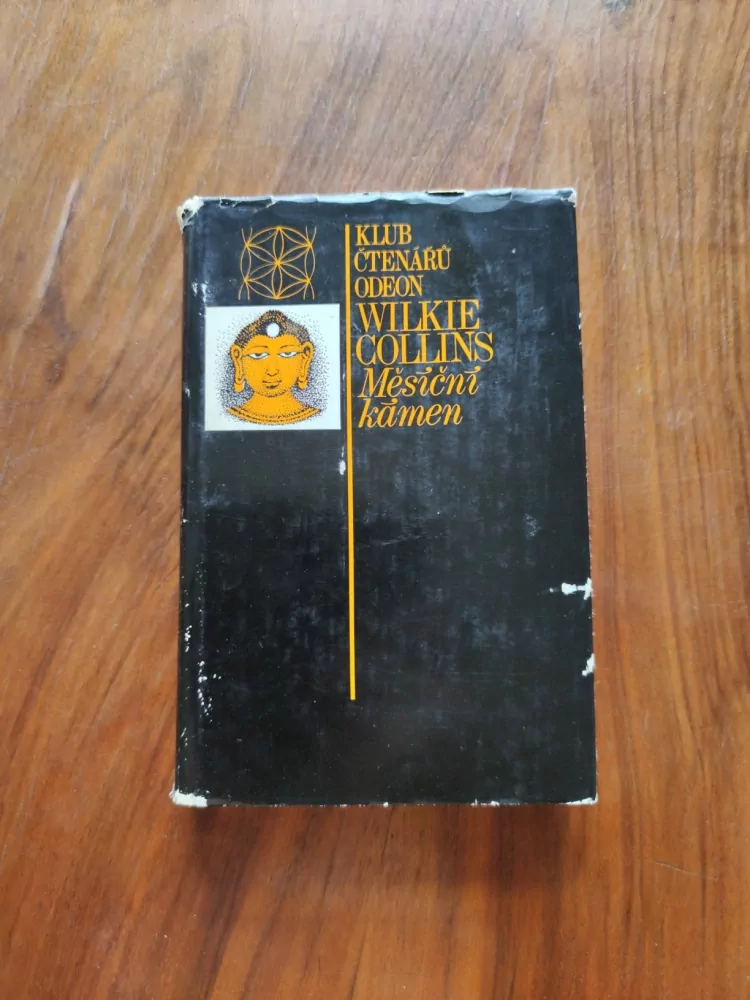 KLUB
ČTENÁŘŮ
ODEON
WILKIE
COLLINS
Měsíční
kámen